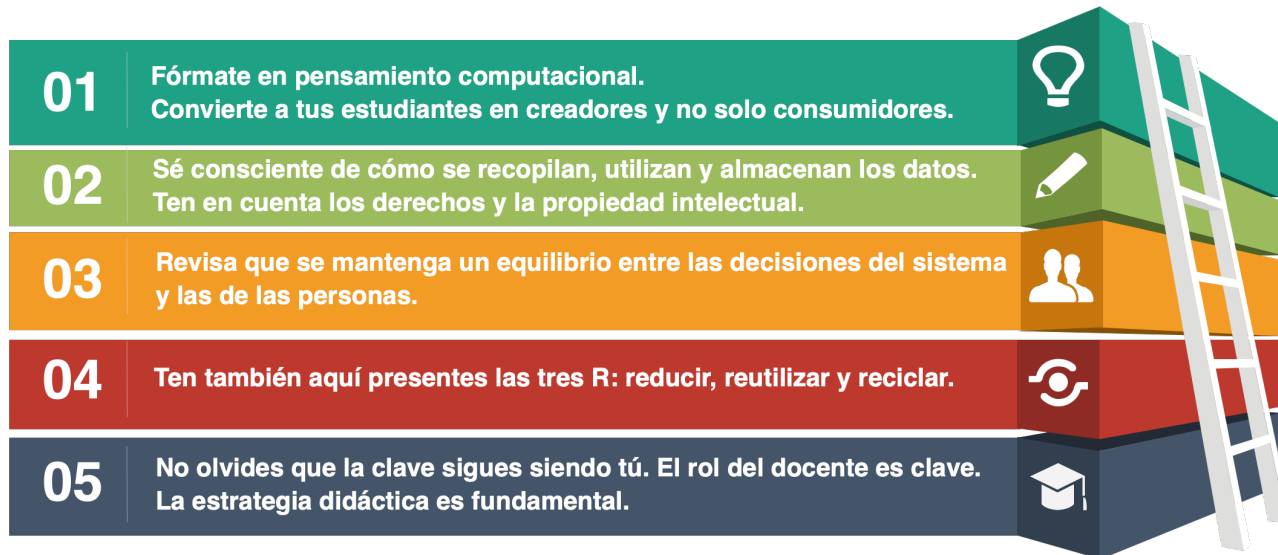 01
Fórmate en pensamiento computacional.
Convierte a tus estudiantes en creadores y no solo consumidores.
02
Sé consciente de cómo se recopilan, utilizan y almacenan los datos.
Ten en cuenta los derechos y la propiedad intelectual.
03
Revisa que se mantenga un equilibrio entre las decisiones del sistema
y las de las personas.
04
Ten también aquí presentes las tres R: reducir, reutilizar y reciclar.
05
No olvides que la clave sigues siendo tú. El rol del docente es clave.
La estrategia didáctica es fundamental.